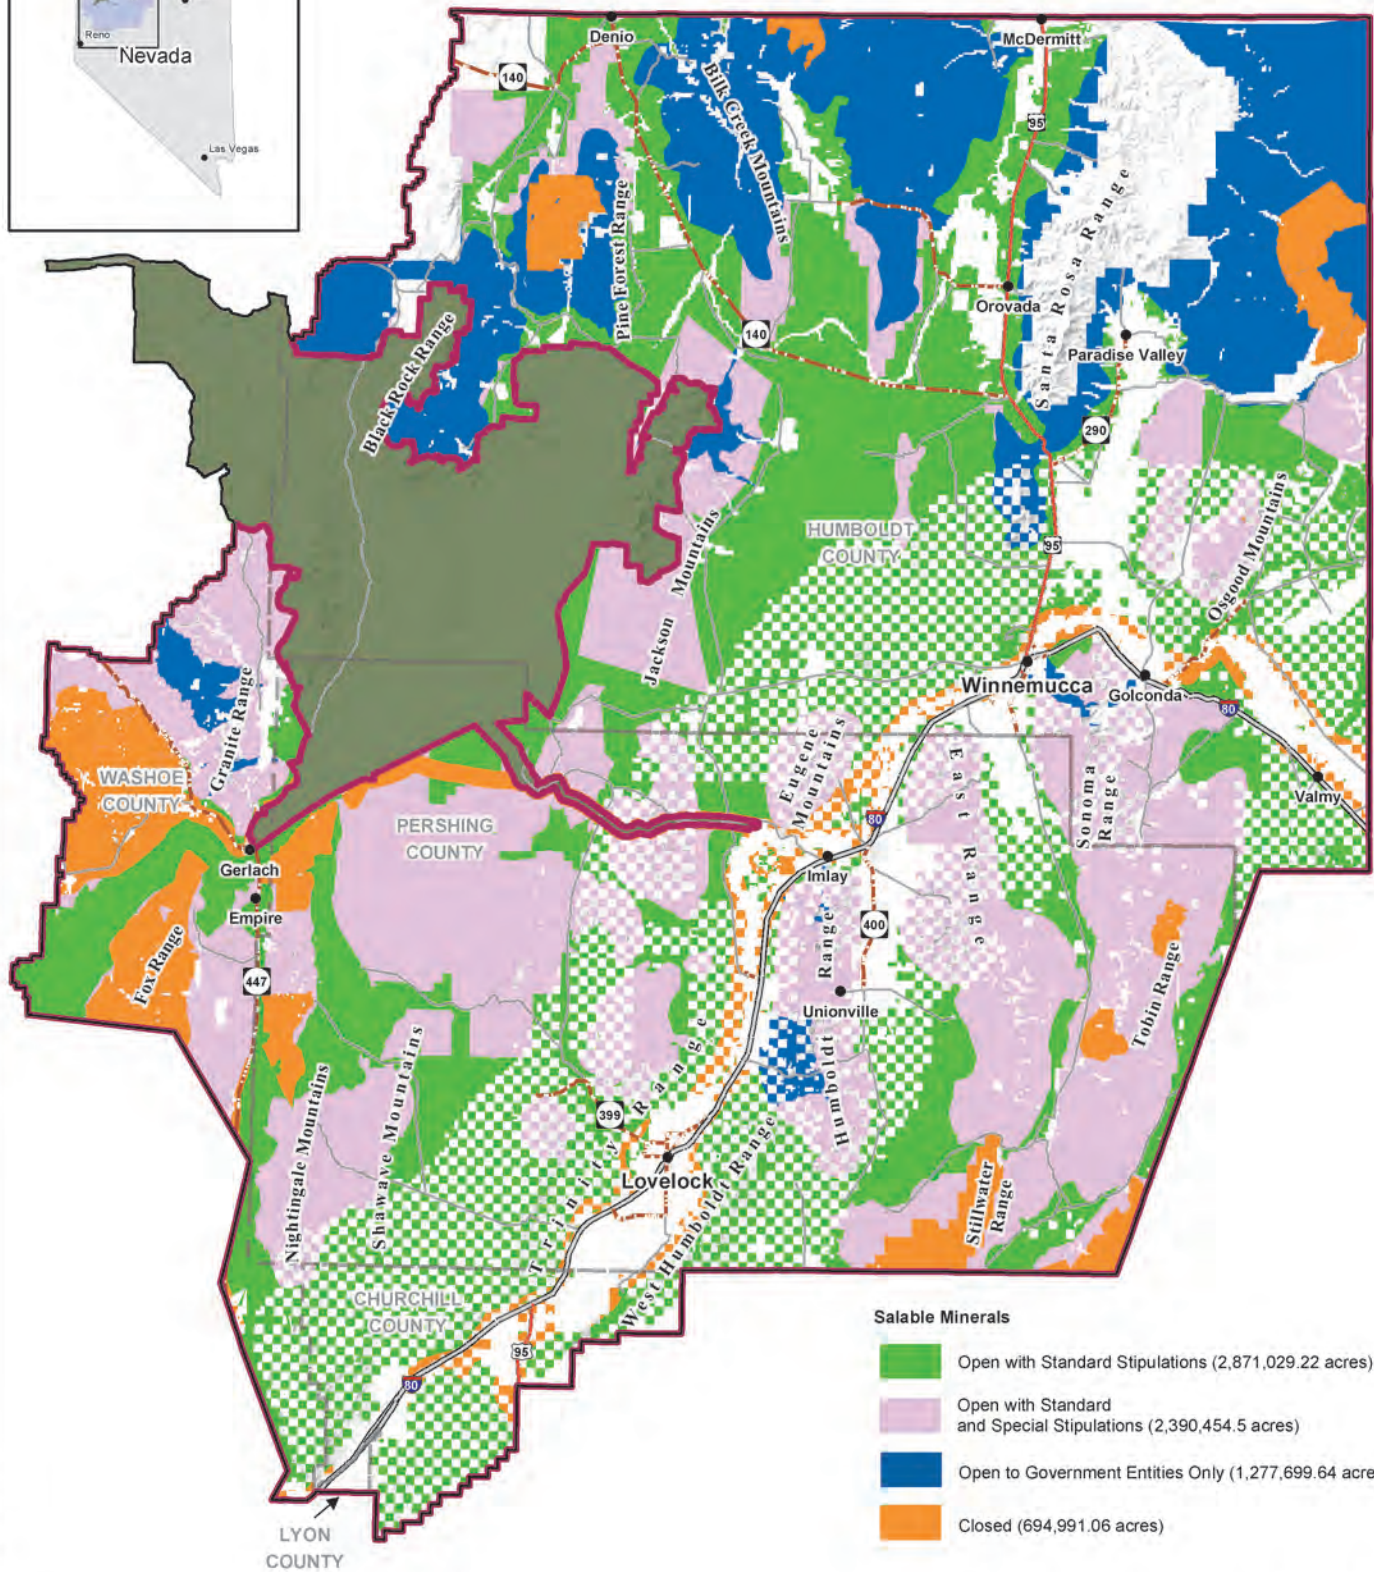 Reno
Nevada
Las Vegas
Denio
McDermitt
140
Bilk Creek Mountains
95
Pine Forest Range
Santa Rosa Range
Orovada
140
Paradise Valley
Black Rock Range
290
HUMBOLDT
COUNTY
95
Osgood Mountains
Jackson Mountains
Granite Range
Winnemucca
Golconda
80
WASHOE
COUNTY
Eugene
Mountains
East Range
Sonoma
Range
Valmy
PERSHING
COUNTY
80
Gerlach
Imlay
Empire
400
Fox Range
447
Humboldt Range
Unionville
Tobin Range
Nightingale Mountains
Shawave Mountains
399
Trinity Range
Lovelock
West Humboldt Range
Stillwater
Range
CHURCHILL
COUNTY
95
80
LYON
COUNTY
Salable Minerals
Open with Standard Stipulations (2,871,029.22 acres)
Open with Standard
and Special Stipulations (2,390,454.5 acres)
Open to Government Entities Only (1,277,699.64 acre
Closed (694,991.06 acres)